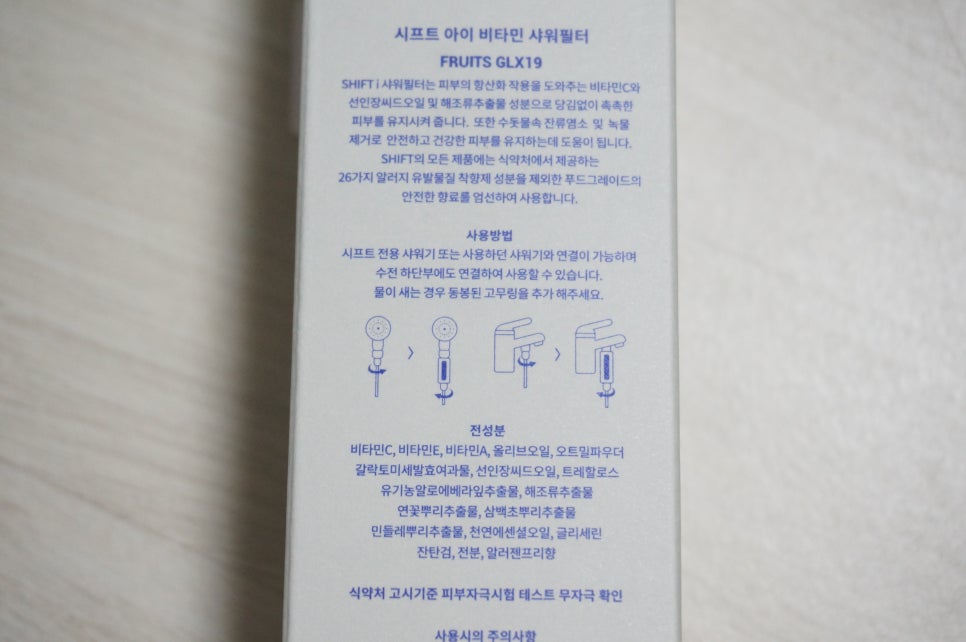 시프트 아이 비타민 샤워필터
FRUITS GLX19
SHIFT i 샤워필터는 피부의 항산화 작용을 도와주는 비타민C와
선인장씨드오일 및 해조류추출물 성분으로 당김없이 촉촉한
피부를 유지시켜 줍니다. 또한 수돗물속 잔류염소 및 녹물
제거로 안전하고 건강한 피부를 유지하는데 도움이 됩니다.
SHIFT의 모든 제품에는 식약처에서 제공하는
26가지 알러지 유발물질 착향제 성분을 제외한 푸드그레이드의
안전한 향료를 엄선하여 사용합니다.
사용방법
시프트 전용 샤워기 또는 사용하던 샤워기와 연결이 가능하며
수전 하단부에도 연결하여 사용할 수 있습니다.
물이 새는 경우 동봉된 고무링을 추가 해주세요.
전성분
비타민C, 비타민E, 비타민A, 올리브오일, 오트밀파우더
갈락토미세발효여과물, 선인장씨드오일, 트레할로스
유기농알로에베라잎추출물, 해조류추출물
연꽃뿌리추출물, 삼백초뿌리추출물
민들레뿌리추출물, 천연에센셜오일, 글리세린
잔탄검, 전분, 알러젠프리향
식약처 고시기준 피부자극시험 테스트 무자극 확인
사용시의 주의사항